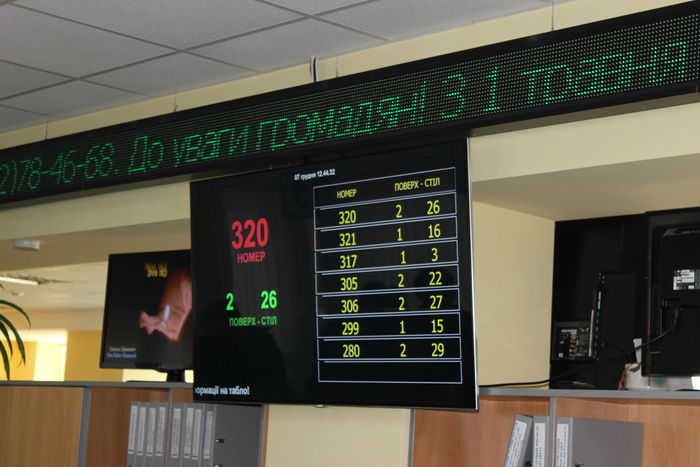 2)78-46-68. До уваги громадян! З 1 травня
07 грудня 12.44.32
320
НОМЕР
2 26
ПОВЕРХ - СТІЛ
НОМЕР ПОВЕРХ - СТІЛ
320 2 26
321 1 16
317 1 3
305 2 22
306 2 27
299 1 15
280 2 29
ормації на табло!